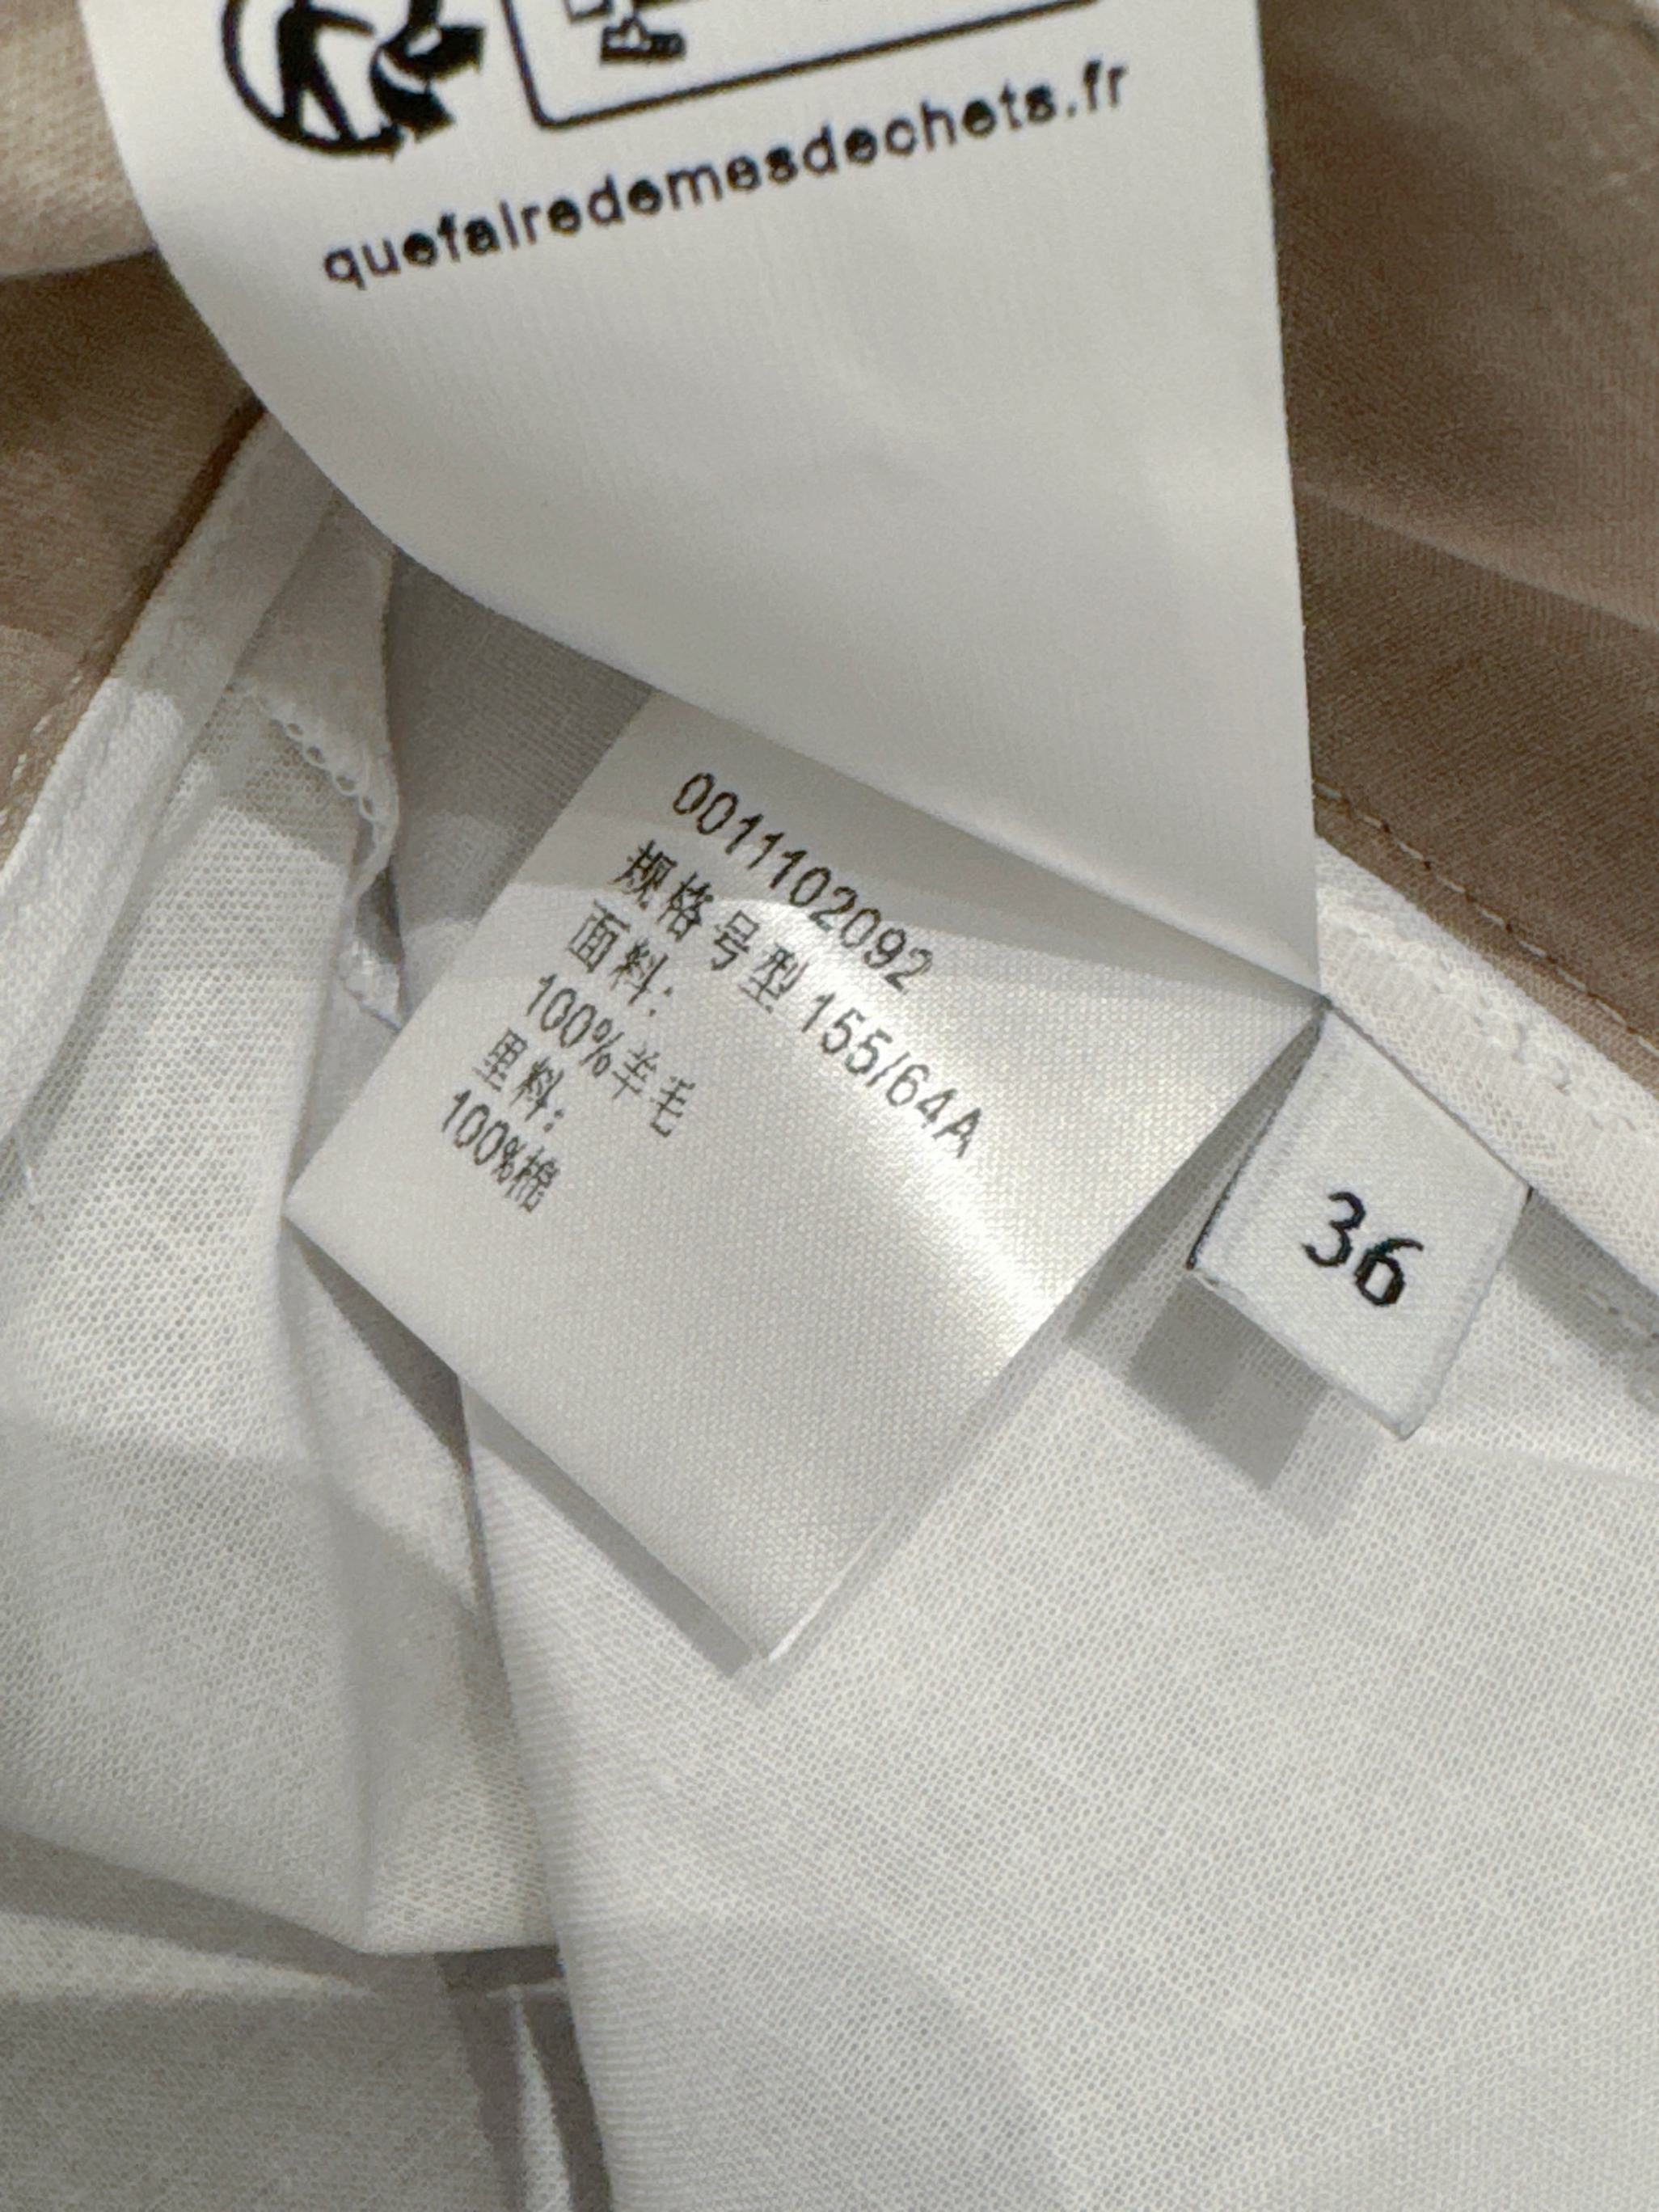 quefairedemesdechets.fr
0011102092
规格号型 155/64A
面料:
100%羊毛
里料:
100%棉
36